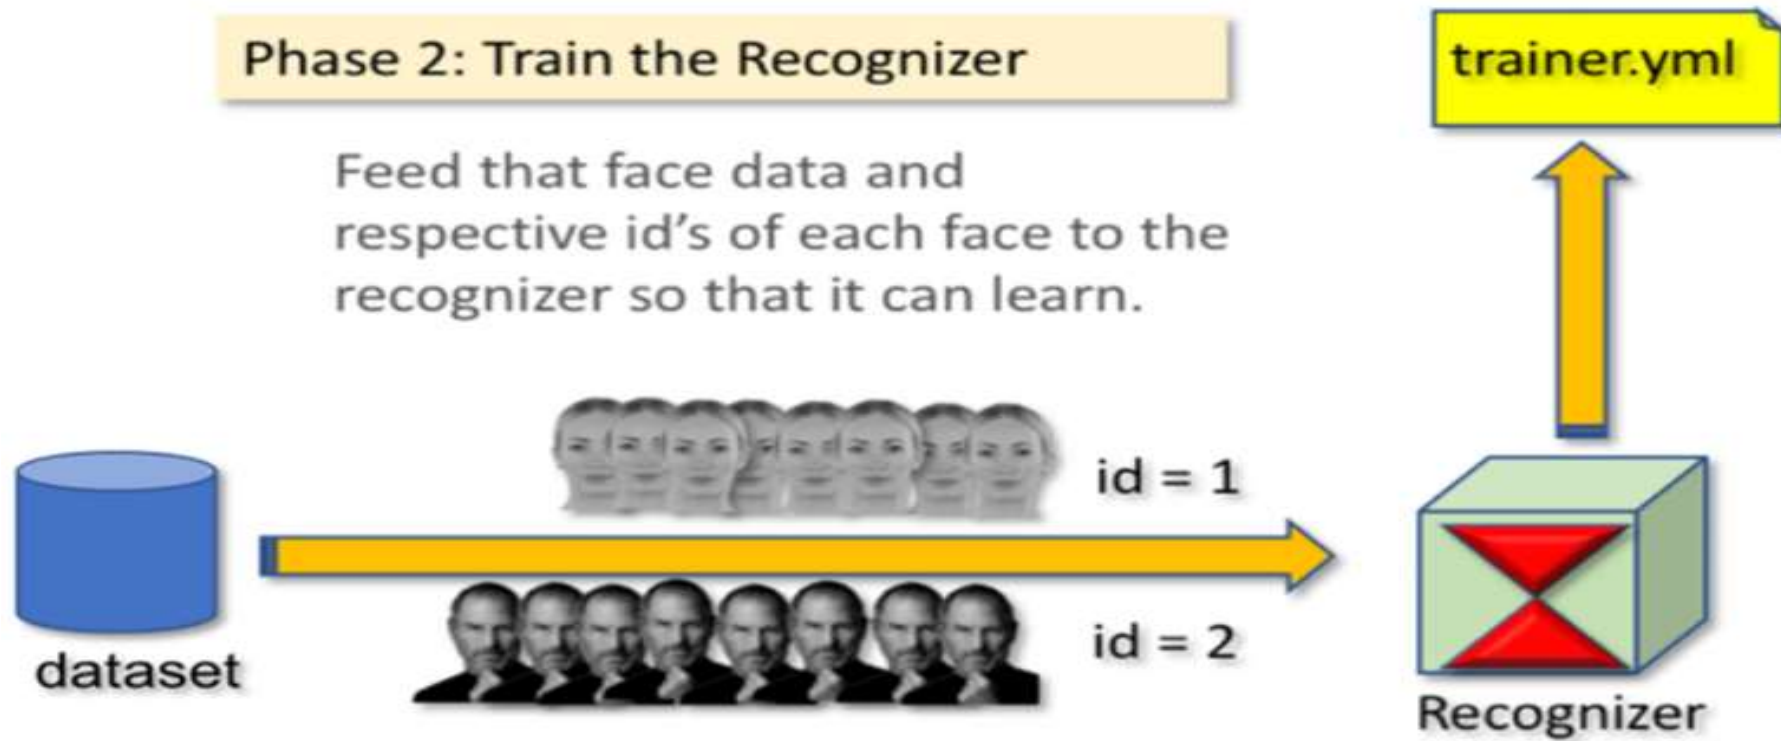 Phase 2: Train the Recognizer
trainer.yml
Feed that face data and
respective id’s of each face to the
recognizer so that it can learn.
id = 1
id = 2
dataset
Recognizer